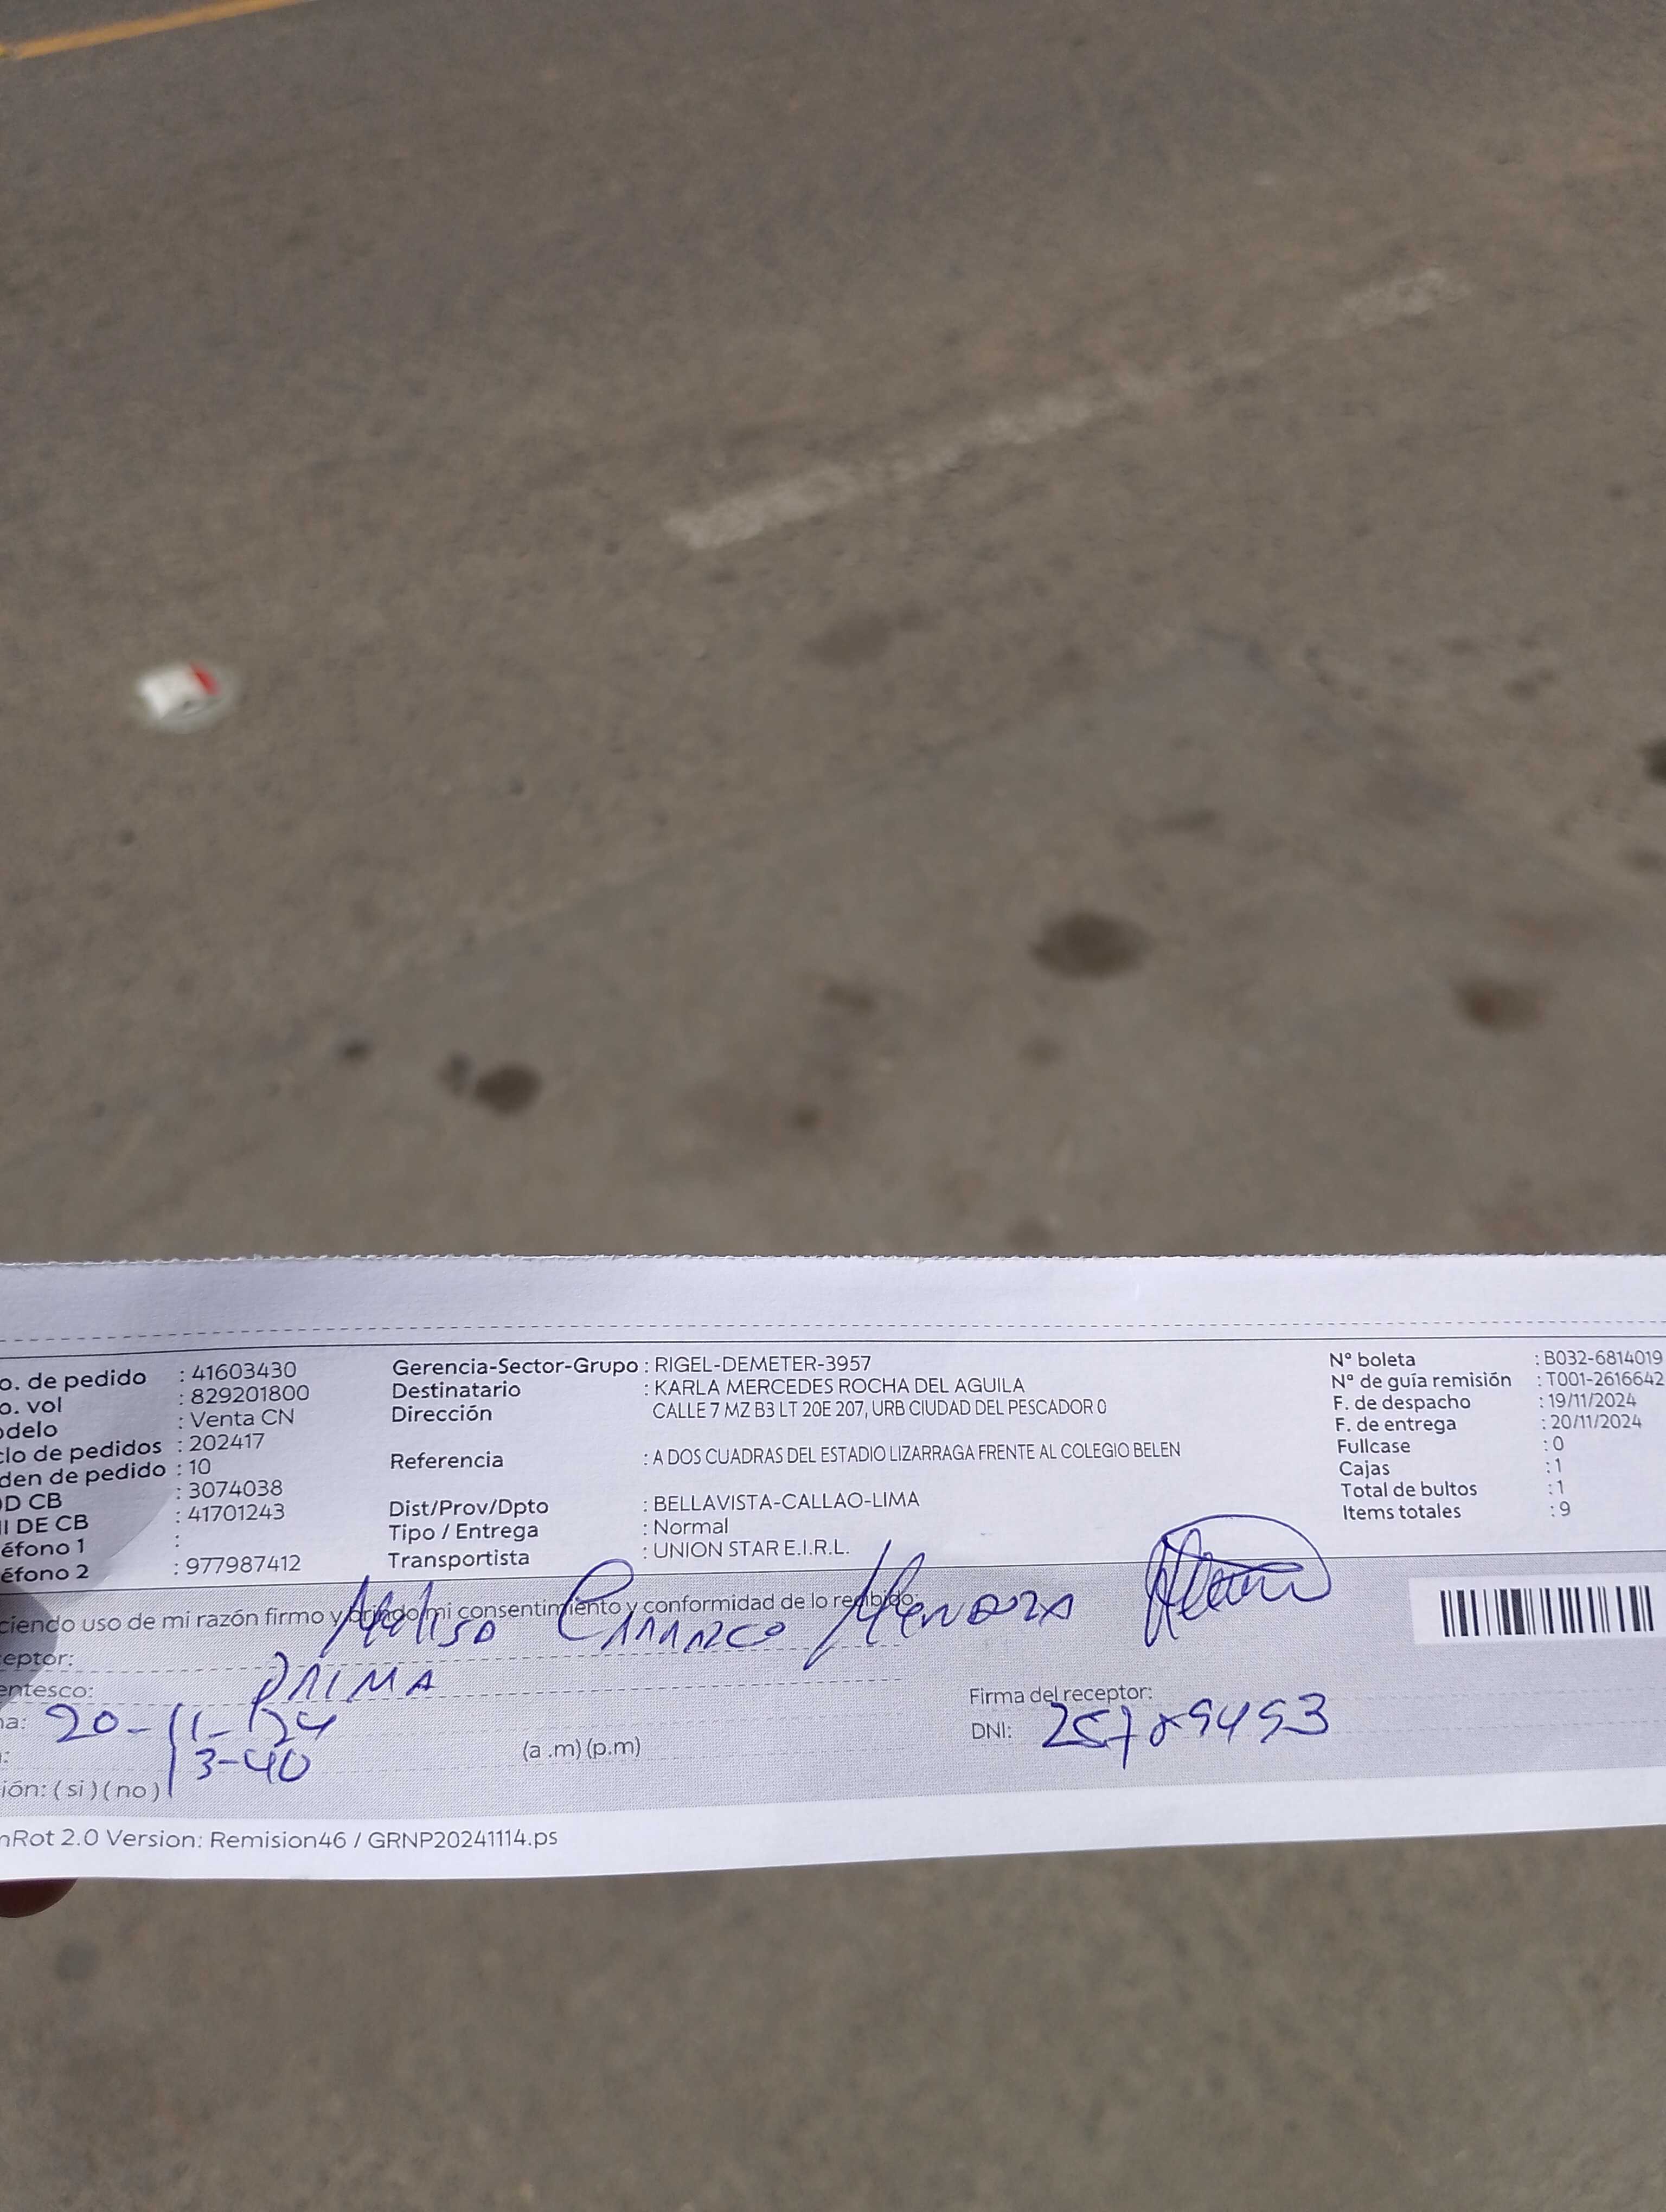 o. de pedido : 41603430
o. vol : 829201800
odelo : Venta CN
clo de pedidos : 202417
den de pedido : 10
OD CB : 3074038
NI DE CB : 41701243
éfono 1 :
éfono 2 : 977987412
Gerencia-Sector-Grupo : RIGEL-DEMETER-3957
Destinatario : KARLA MERCEDES ROCHA DEL AGUILA
Dirección CALLE 7 MZ B3 LT 20E 207, URB CIUDAD DEL PESCADOR 0
Referencia : A DOS CUADRAS DEL ESTADIO LIZARRAGA FRENTE AL COLEGIO BELEN
Dist/Prov/Dpto : BELLAVISTA-CALLAO-LIMA
Tipo / Entrega : Normal
Transportista : UNION STAR E.I.R.L.
Nº boleta : B032-6814019
Nº de guía remisión : T001-2616642
F. de despacho : 19/11/2024
F. de entrega : 20/11/2024
Fullcase : 0
Cajas : 1
Total de bultos : 1
Items totales : 9
ciendo uso de mi razón firmo y brindo mi consentimiento y conformidad de lo recibido:
eptor: Mendoza
entesco: PRIMA
a: 20-11-24
: 3-40 (a .m) (p.m)
ión: ( si ) ( no )
Firma del receptor:
DNI:
nRot 2.0 Version: Remision46 / GRNP20241114.ps